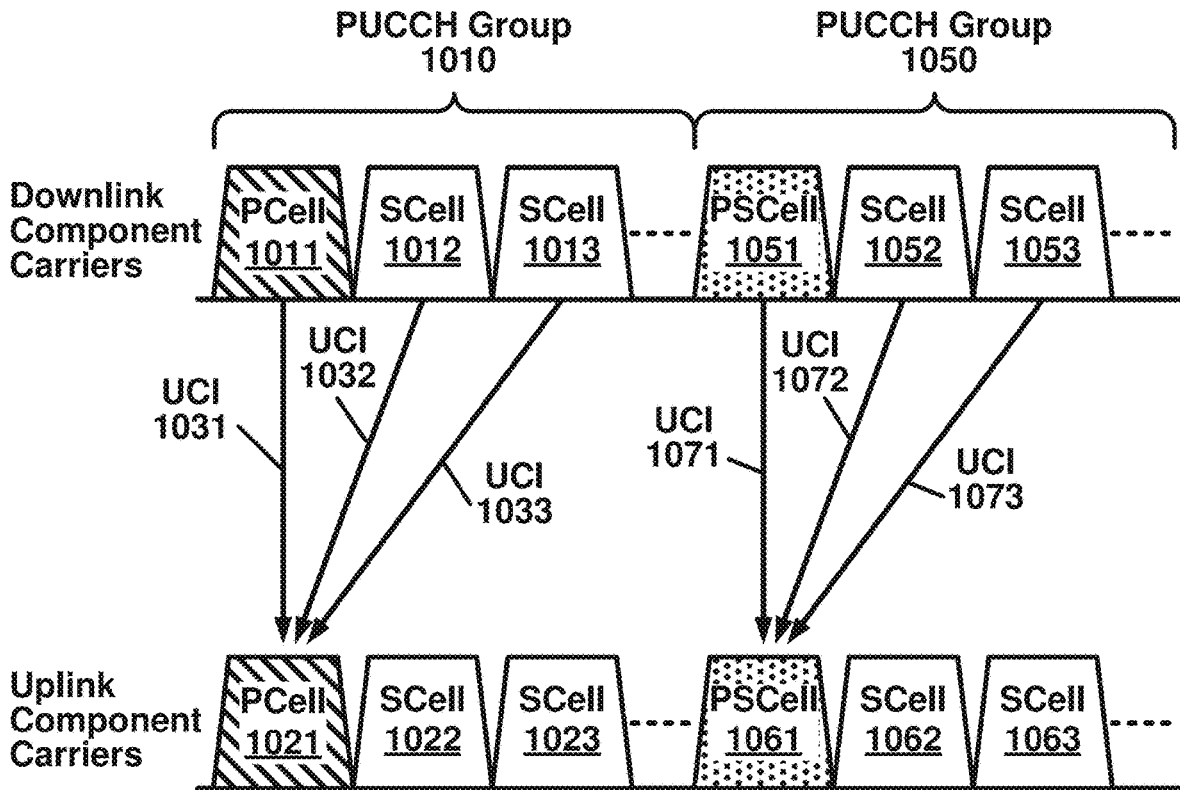 PUCCH Group
1010
PUCCH Group
1050
Downlink
Component
Carriers
PCell
1011
SCell
1012
SCell
1013
PSCell
1051
SCell
1052
SCell
1053
UCI
1031
UCI
1032
UCI
1033
UCI
1071
UCI
1072
UCI
1073
Uplink
Component
Carriers
PCell
1021
SCell
1022
SCell
1023
PSCell
1061
SCell
1062
SCell
1063